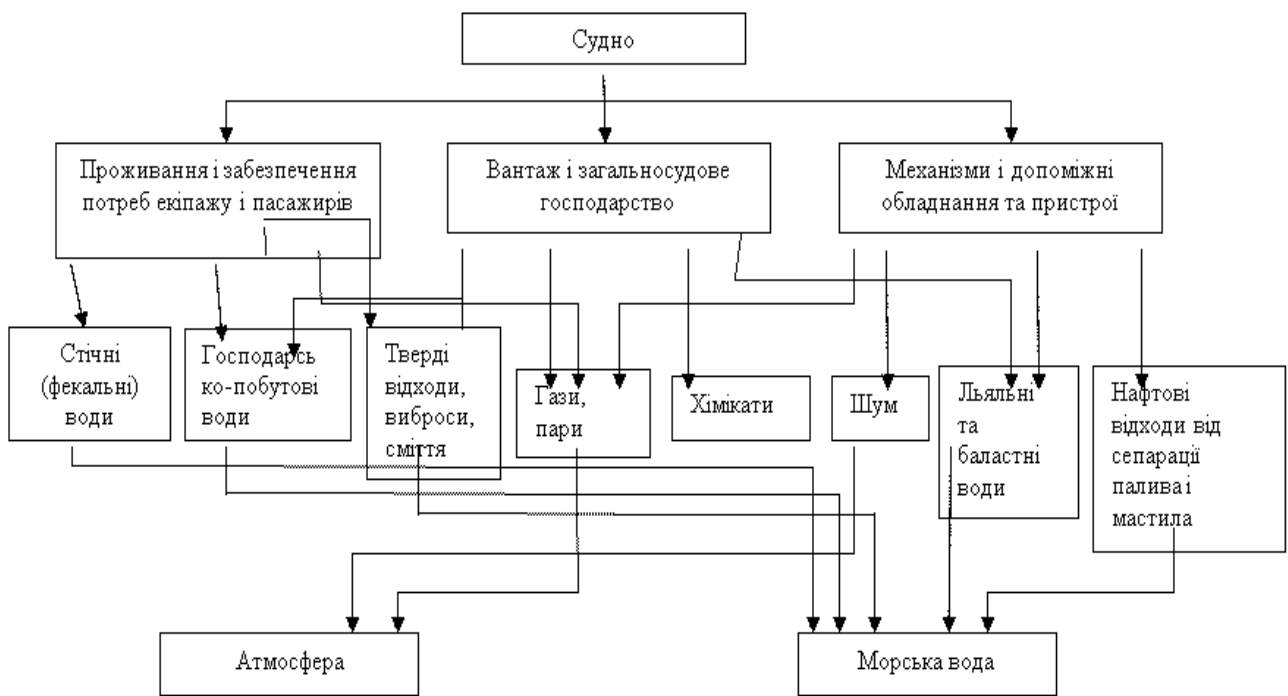 Судно
Проживання і забезпечення
потреб екіпажу і пасажирів
Вантаж і загальносудове
господарство
Механізми і допоміжні
обладнання та пристрої
Стічні
(фекальні)
води
Господарсь
ко-побутові
води
Тверді
відходи,
виброси,
сміття
Гази,
пари
Хімікати
Шум
Льяльні
та
баластні
води
Нафтові
відходи від
сепарації
палива і
мастила
Атмосфера
Морська вода